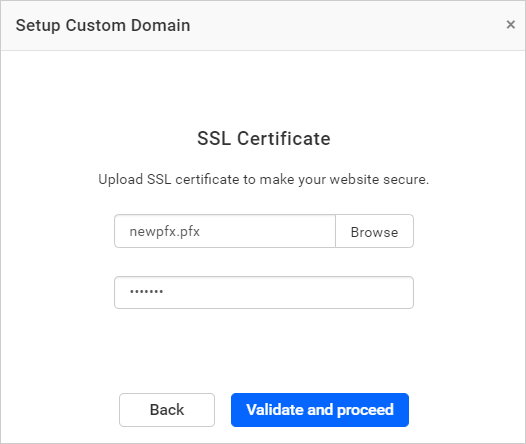 Setup Custom Domain ×
SSL Certificate
Upload SSL certificate to make your website secure.
newpfx.pfx Browse
•••••••
Back Validate and proceed